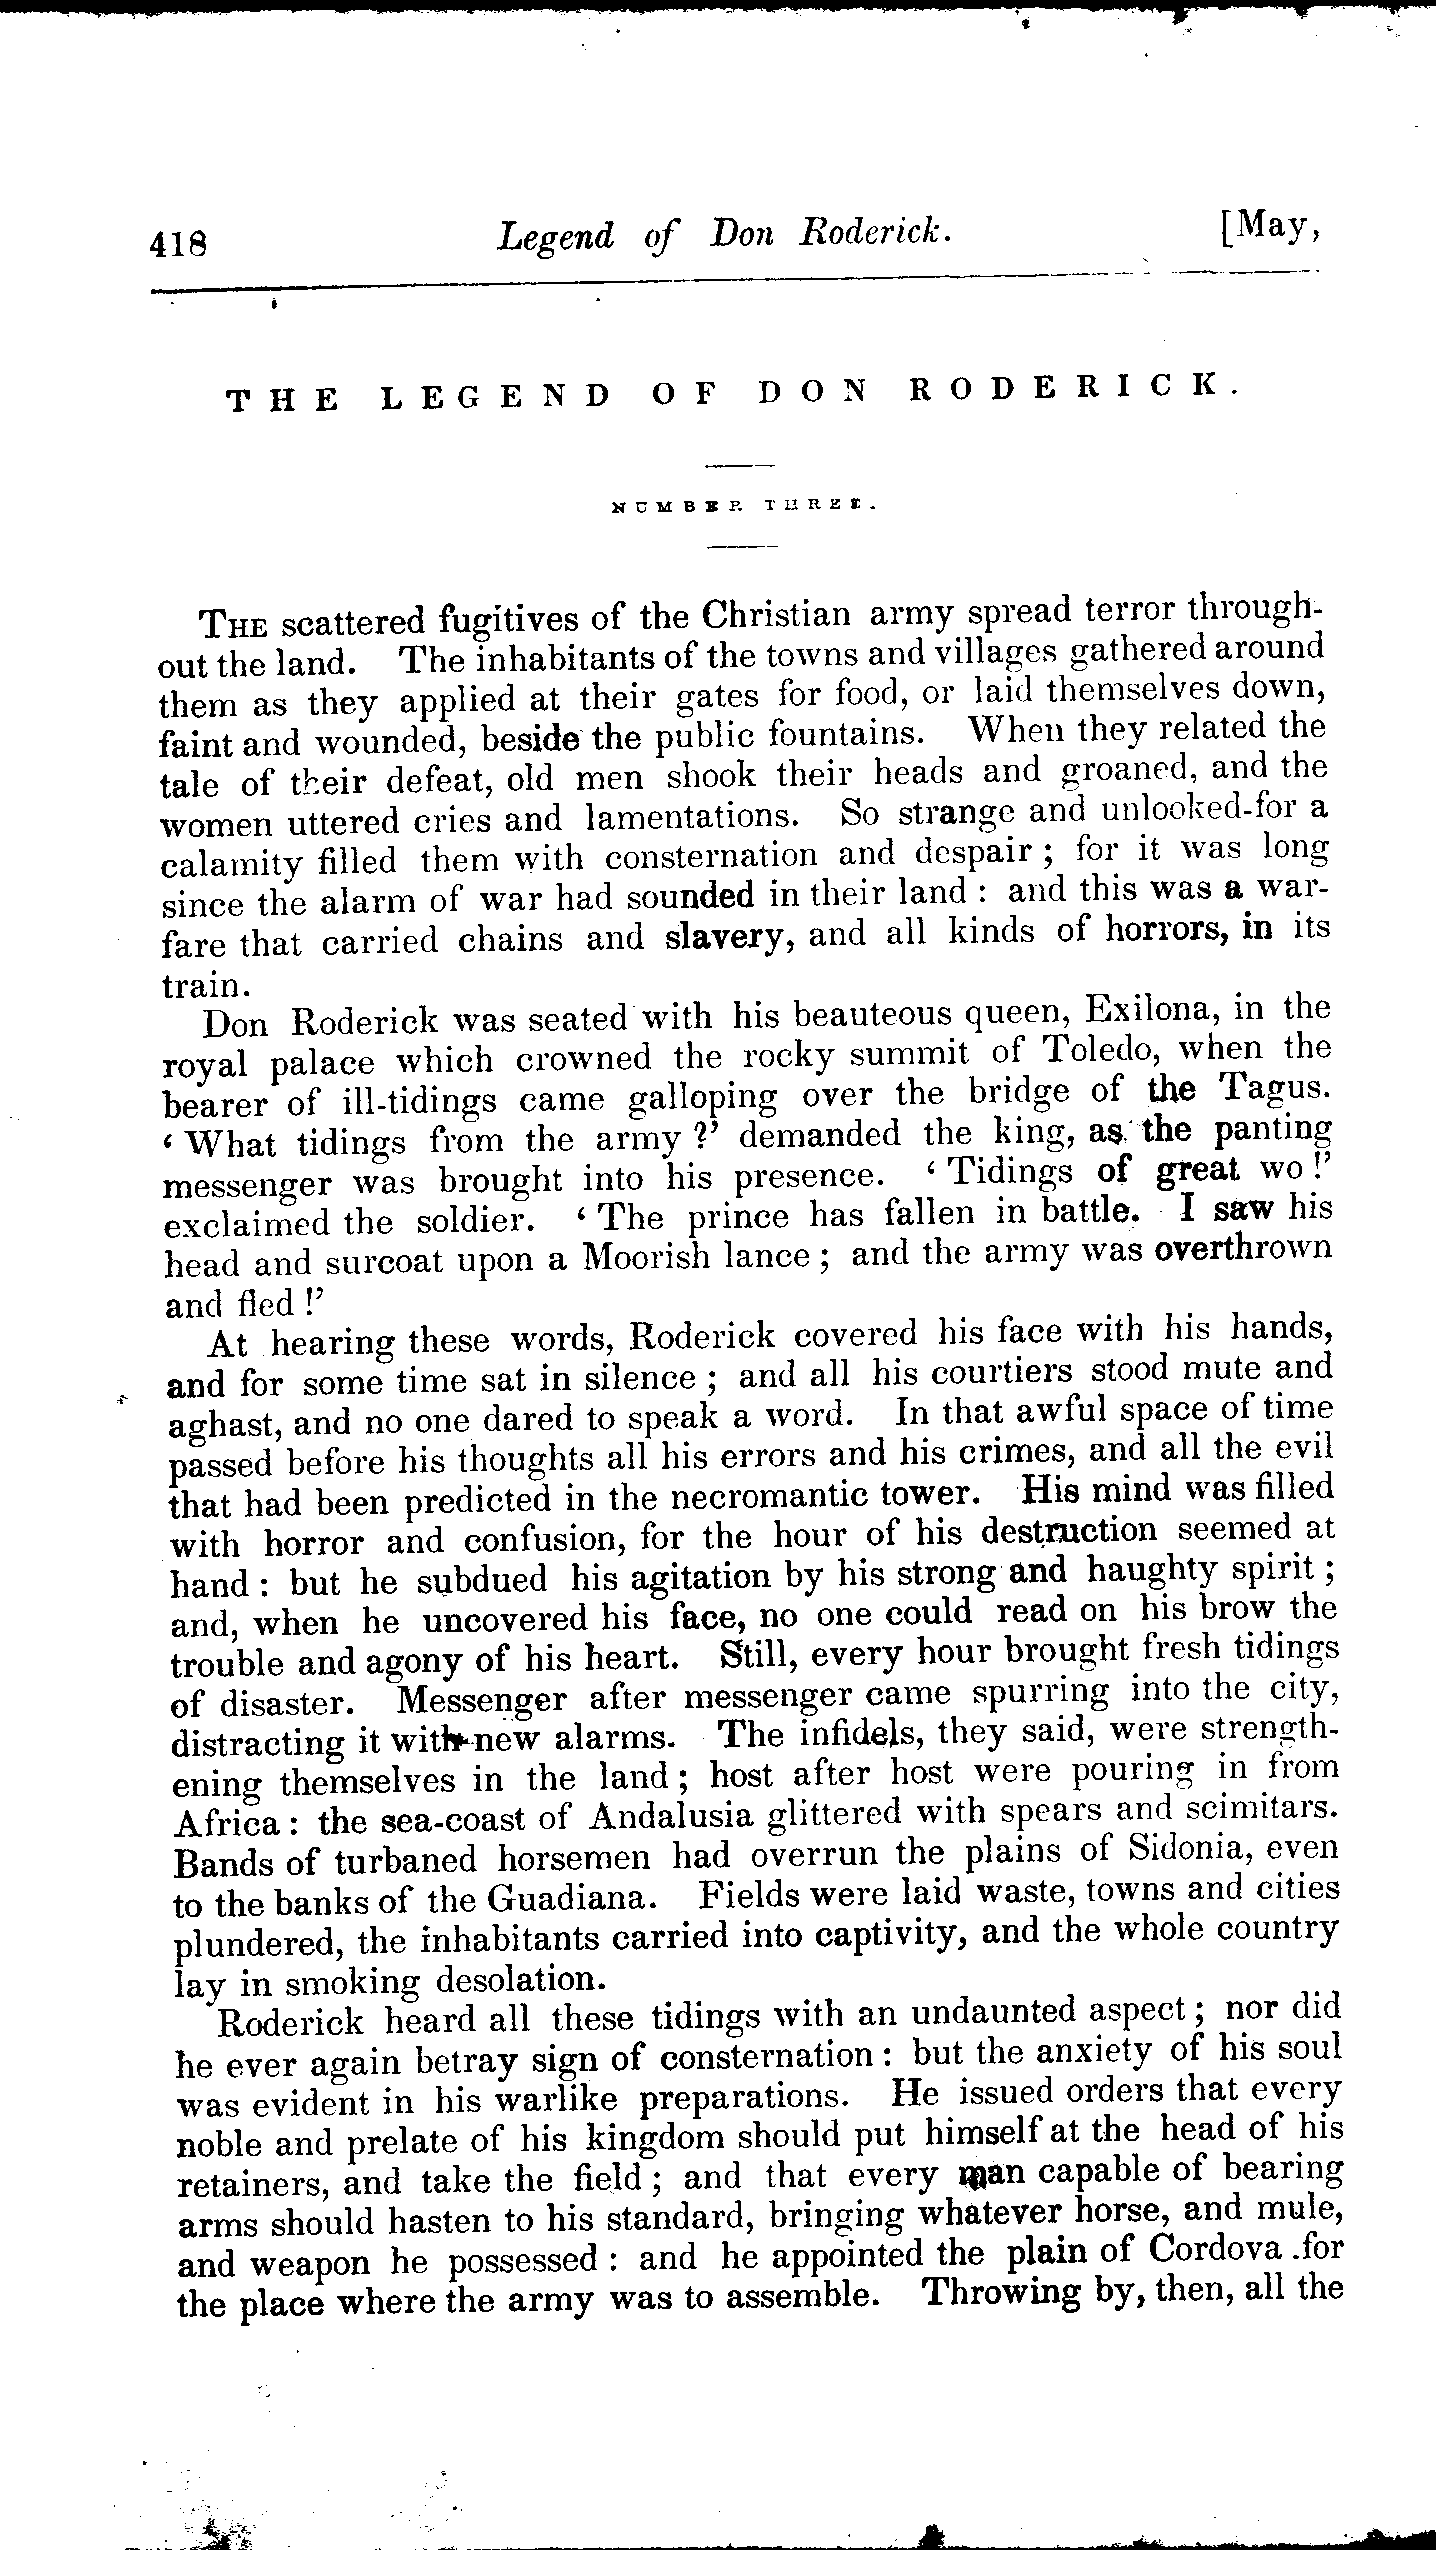 418 Legend of Don Roderick. [May,
THE LEGEND OF DON RODERICK.
NUMBER THREE.
THE scattered fugitives of the Christian army spread terror through-
out the land. The inhabitants of the towns and villages gathered around
them as they applied at their gates for food, or laid themselves down,
faint and wounded, beside the public fountains. When they related the
tale of their defeat, old men shook their heads and groaned, and the
women uttered cries and lamentations. So strange and unlooked-for a
calamity filled them with consternation and despair ; for it was long
since the alarm of war had sounded in their land : and this was a war-
fare that carried chains and slavery, and all kinds of horrors, in its
train.
Don Roderick was seated with his beauteous queen, Exilona, in the
royal palace which crowned the rocky summit of Toledo, when the
bearer of ill-tidings came galloping over the bridge of the Tagus.
‘ What tidings from the army ?’ demanded the king, as the panting
messenger was brought into his presence. ‘ Tidings of great wo !’
exclaimed the soldier. ‘ The prince has fallen in battle. I saw his
head and surcoat upon a Moorish lance ; and the army was overthrown
and fled !’
At hearing these words, Roderick covered his face with his hands,
and for some time sat in silence ; and all his courtiers stood mute and
aghast, and no one dared to speak a word. In that awful space of time
passed before his thoughts all his errors and his crimes, and all the evil
that had been predicted in the necromantic tower. His mind was filled
with horror and confusion, for the hour of his destruction seemed at
hand : but he subdued his agitation by his strong and haughty spirit ;
and, when he uncovered his face, no one could read on his brow the
trouble and agony of his heart. Still, every hour brought fresh tidings
of disaster. Messenger after messenger came spurring into the city,
distracting it with new alarms. The infidels, they said, were strength-
ening themselves in the land ; host after host were pouring in from
Africa : the sea-coast of Andalusia glittered with spears and scimitars.
Bands of turbaned horsemen had overrun the plains of Sidonia, even
to the banks of the Guadiana. Fields were laid waste, towns and cities
plundered, the inhabitants carried into captivity, and the whole country
lay in smoking desolation.
Roderick heard all these tidings with an undaunted aspect ; nor did
he ever again betray sign of consternation : but the anxiety of his soul
was evident in his warlike preparations. He issued orders that every
noble and prelate of his kingdom should put himself at the head of his
retainers, and take the field ; and that every man capable of bearing
arms should hasten to his standard, bringing whatever horse, and mule,
and weapon he possessed : and he appointed the plain of Cordova for
the place where the army was to assemble. Throwing by, then, all the